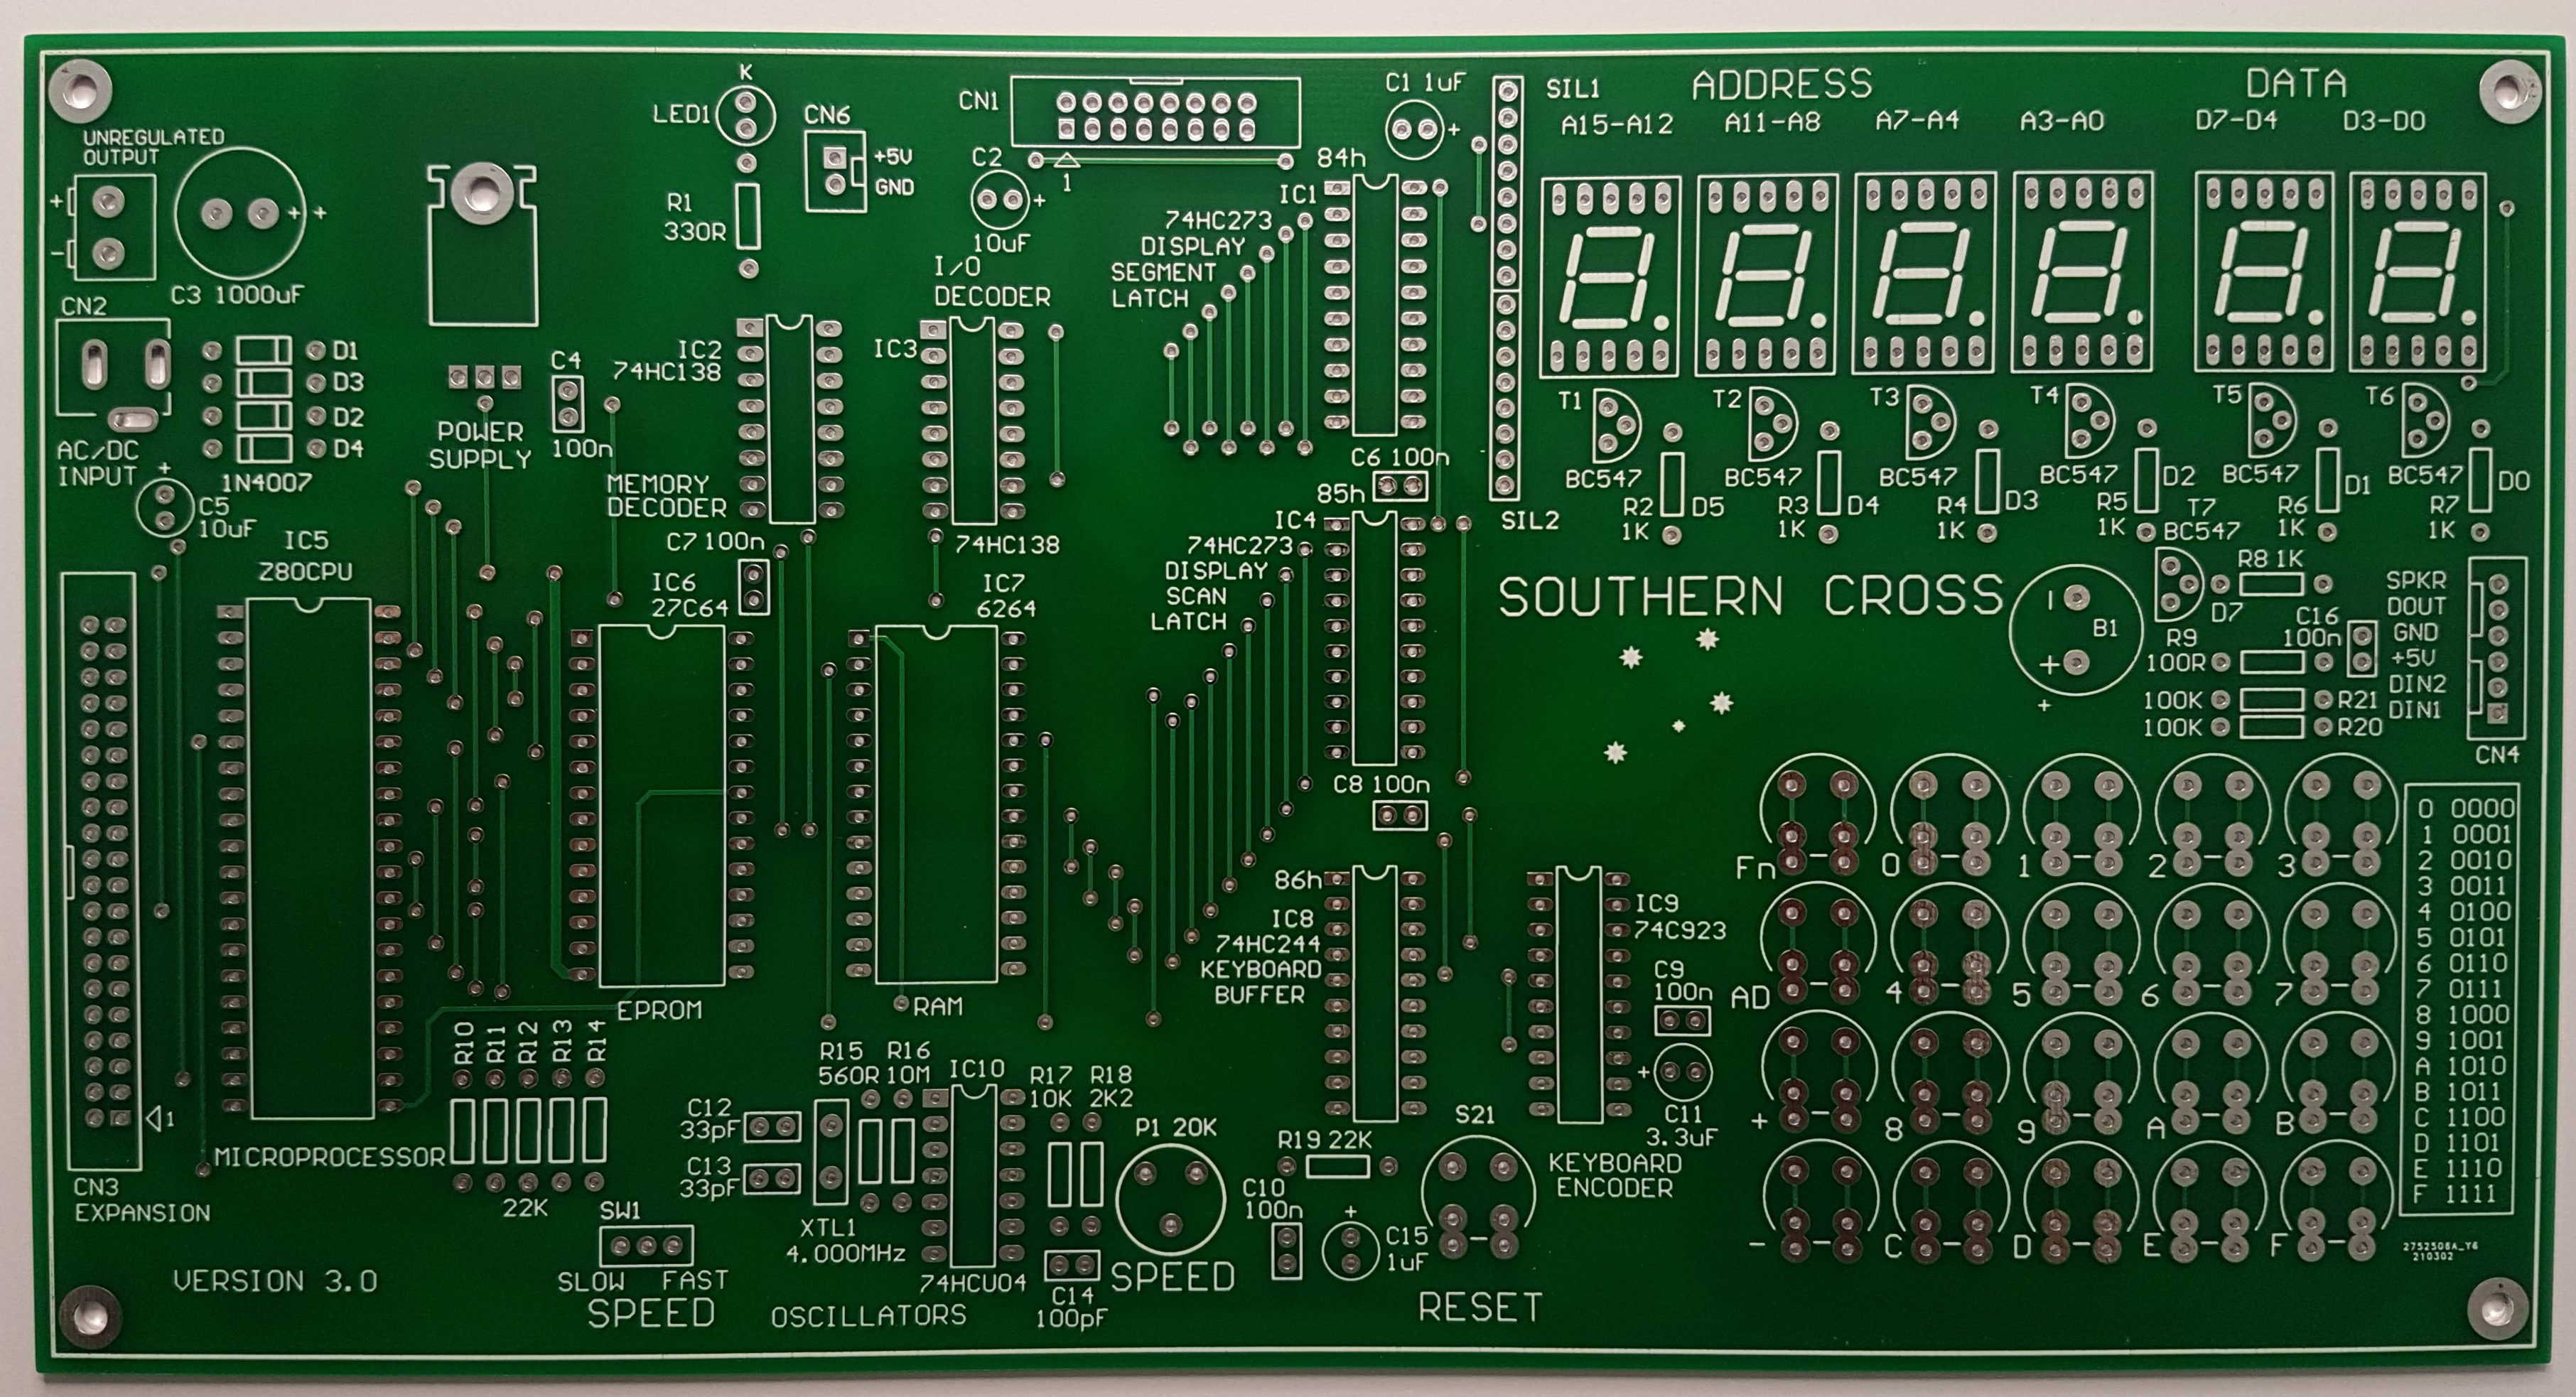 K
LED1
CN6
+5V
GND
CN1
1
C1 1uF
+
SIL1
ADDRESS
DATA
A15-A12
A11-A8
A7-A4
A3-A0
D7-D4
D3-D0
UNREGULATED
OUTPUT
+
-
+ +
C3 1000uF
R1
330R
C2
+
10uF
84h
IC1
74HC273
DISPLAY
SEGMENT
LATCH
I/O
DECODER
CN2
AC/DC
INPUT
D1
D3
D2
D4
1N4007
POWER
SUPPLY
C4
100n
IC2
74HC138
IC3
MEMORY
DECODER
74HC138
C6 100n
T1
BC547
R2
1K
D5
T2
BC547
R3
1K
D4
T3
BC547
R4
1K
D3
T4
BC547
R5
1K
D2
T5
BC547
R6
1K
D1
T6
BC547
R7
1K
D0
SIL2
+
C5
10uF
IC5
Z80CPU
C7 100n
IC6
27C64
IC7
6264
85h
IC4
74HC273
DISPLAY
SCAN
LATCH
SOUTHERN CROSS
T7
BC547
R8 1K
D7
B1
-
+
+
C16
100n
R9
100R
100K
R21
100K
R20
SPKR
DOUT
GND
+5V
DIN2
DIN1
CN4
C8 100n
86h
IC8
74HC244
KEYBOARD
BUFFER
IC9
74C923
C9
100n
+
C11
3.3uF
KEYBOARD
ENCODER
Fn
0
1
2
3
AD
4
5
6
7
+
8
9
A
B
-
C
D
E
F
0 0000
1 0001
2 0010
3 0011
4 0100
5 0101
6 0110
7 0111
8 1000
9 1001
A 1010
B 1011
C 1100
D 1101
E 1110
F 1111
EPROM
RAM
1
MICROPROCESSOR
CN3
EXPANSION
R10
R11
R12
R13
R14
22K
SW1
SLOW
FAST
SPEED
C12
33pF
C13
33pF
R15
560R
R16
10M
XTL1
4.000MHz
IC10
74HCU04
OSCILLATORS
R17
10K
R18
2K2
C14
100pF
P1 20K
SPEED
R19 22K
C10
100n
+
C15
1uF
S21
RESET
VERSION 3.0
2752508A_Y6
210302